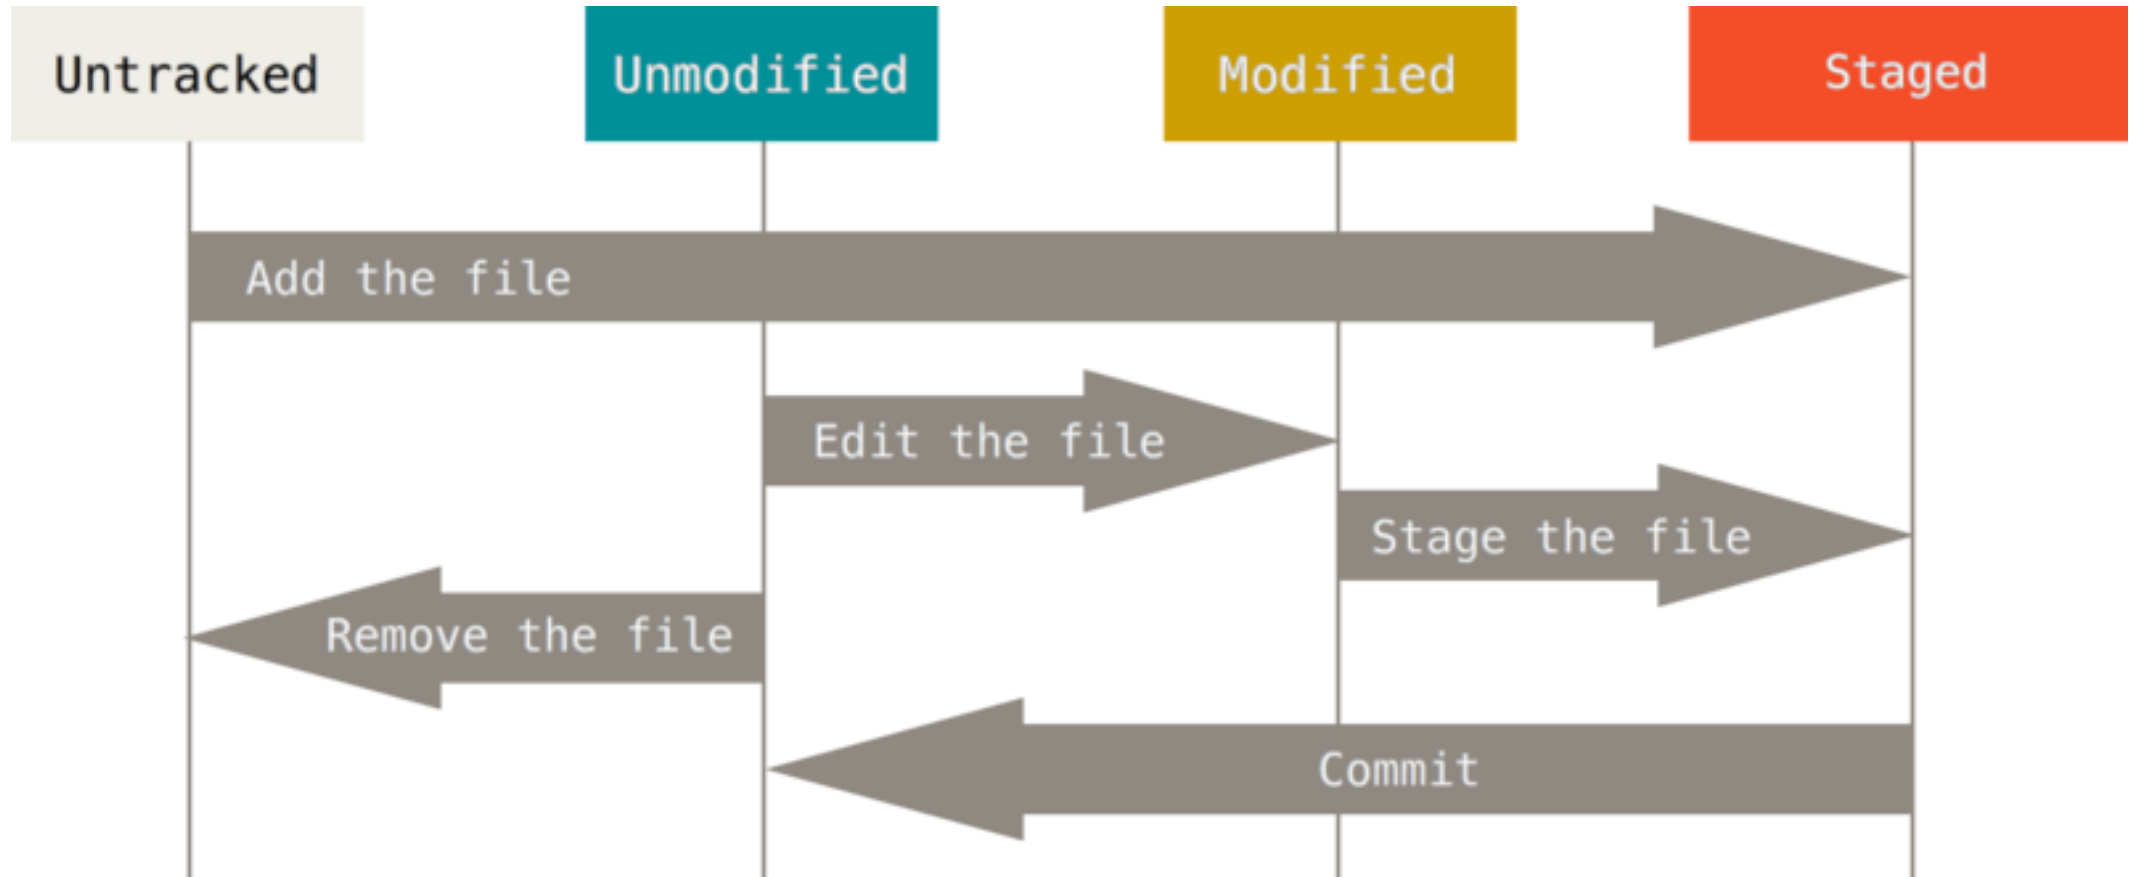 Untracked
Unmodified
Modified
Staged
Add the file
Edit the file
Stage the file
Remove the file
Commit